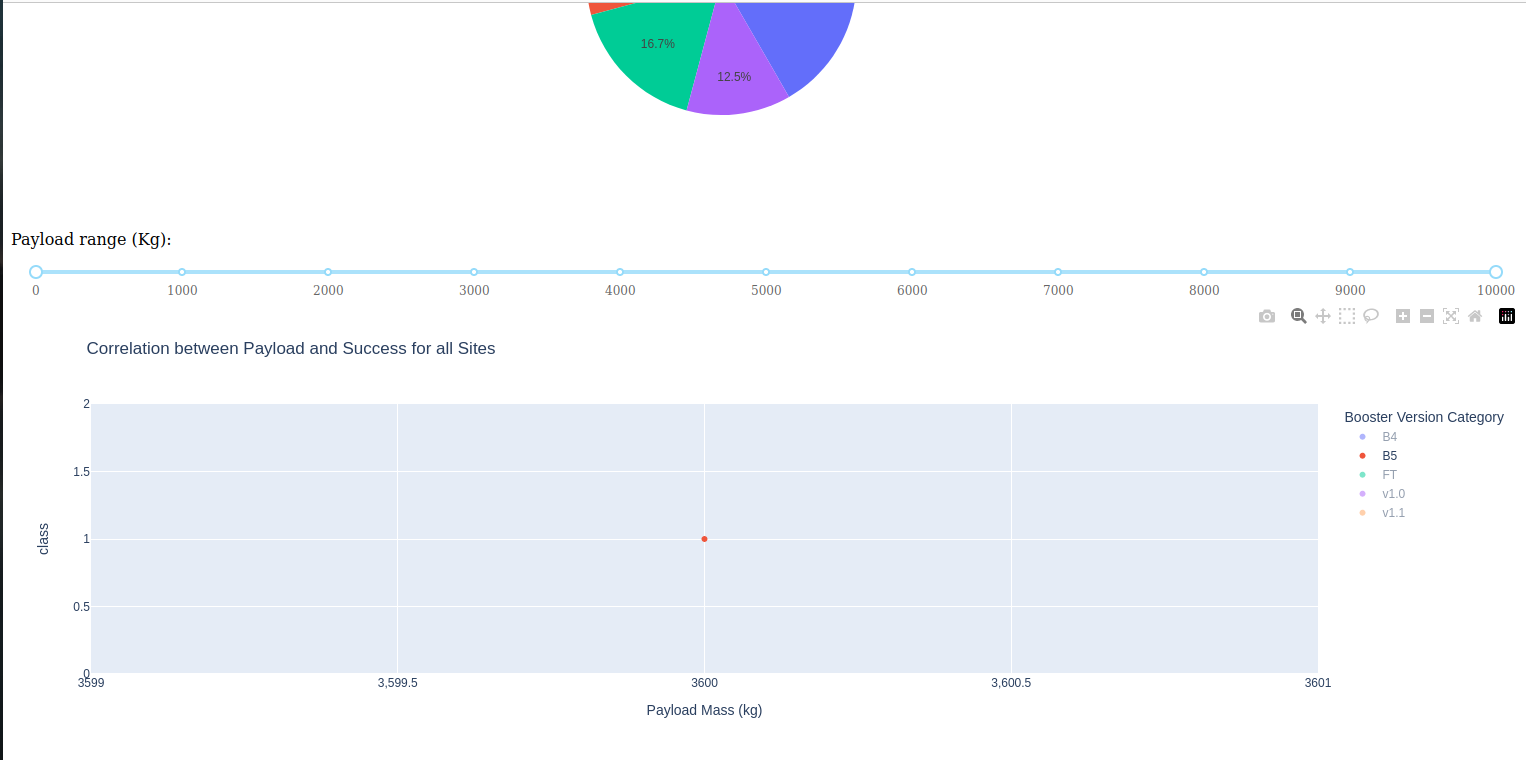 16.7%
12.5%
Payload range (Kg):
0 1000 2000 3000 4000 5000 6000 7000 8000 9000 10000
Correlation between Payload and Success for all Sites
2
1.5
1
0.5
0
class
3599 3,599.5 3600 3,600.5 3601
Payload Mass (kg)
Booster Version Category
B4
B5
FT
v1.0
v1.1